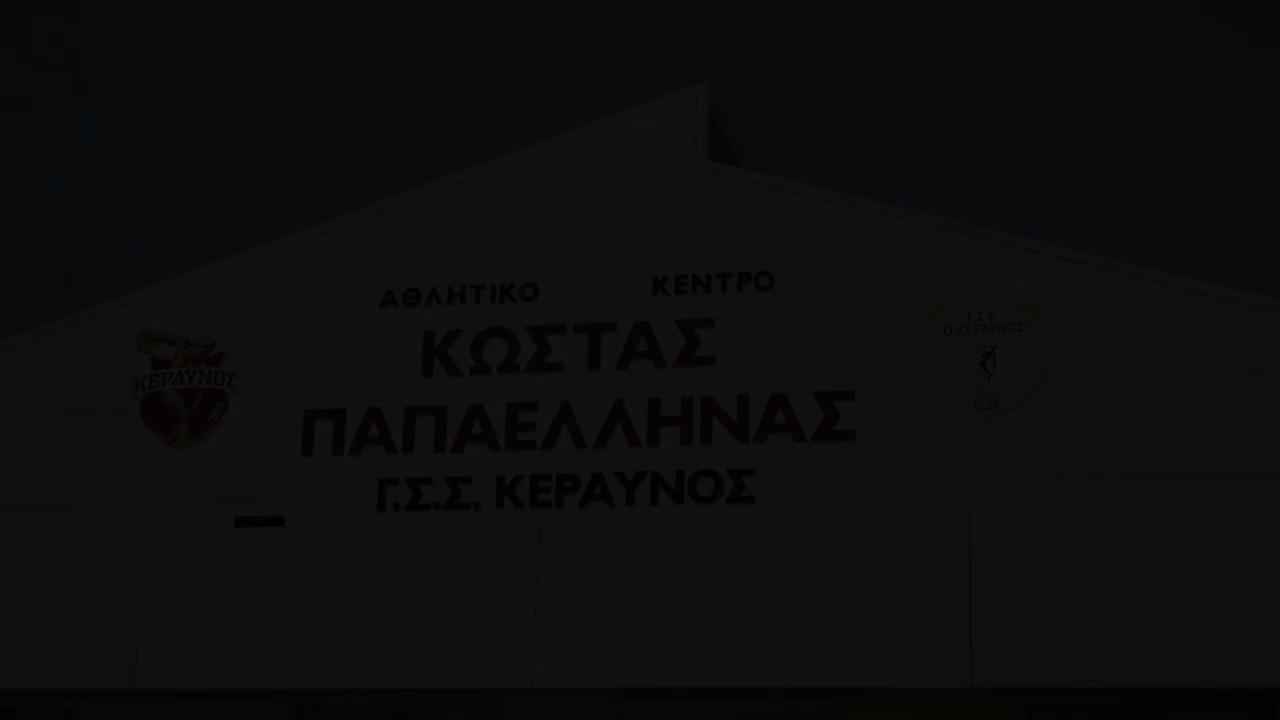 ΑΘΛΗΤΙΚΟ ΚΕΝΤΡΟ
ΚΩΣΤΑΣ
ΠΑΠΑΕΛΛΗΝΑΣ
Γ.Σ.Σ. ΚΕΡΑΥΝΟΣ
ΚΕΡΑΥΝΟΣ
Γ.Σ.Σ.
Ο ΚΕΡΑΥΝΟΣ
1926